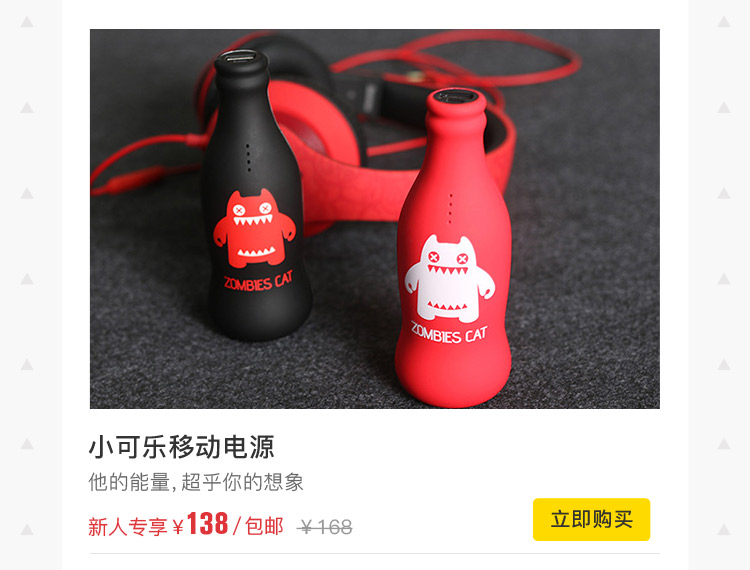 ZOMBIES CAT
ZOMBIES CAT
小可乐移动电源
他的能量,超乎你的想象
新人专享¥138/包邮 ¥168
立即购买